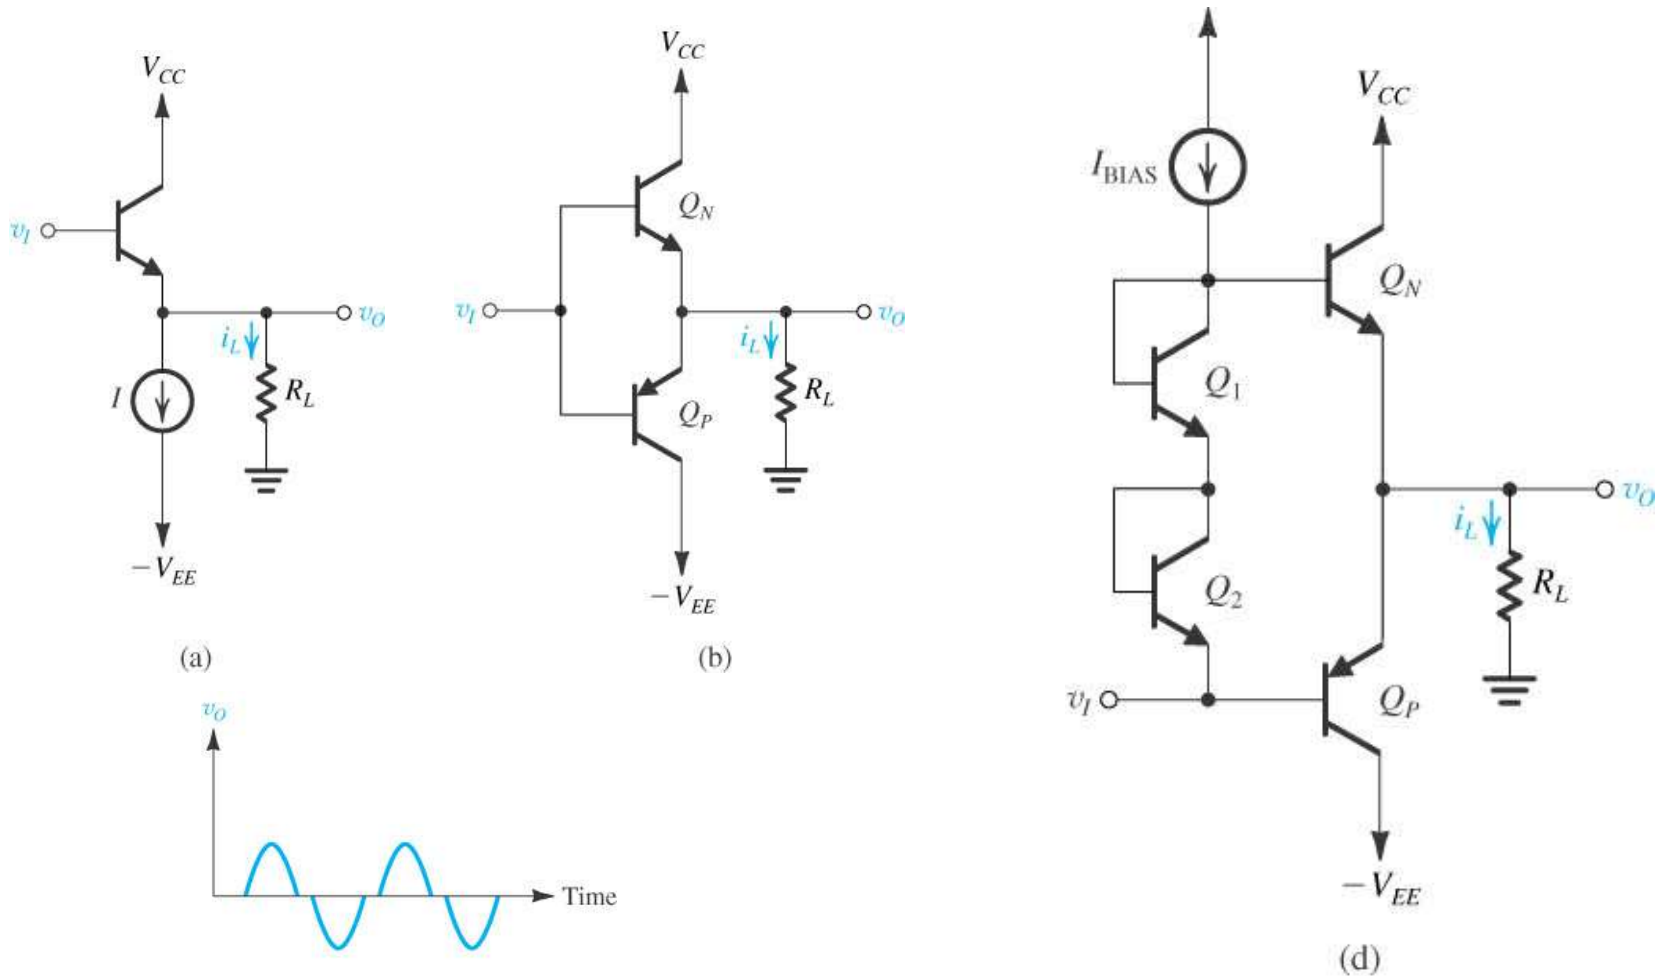 V_CC
v_I
v_O
i_L
I
R_L
−V_EE
(a)
V_CC
Q_N
v_I
v_O
i_L
Q_P
R_L
−V_EE
(b)
v_O
Time
V_CC
I_BIAS
Q_N
Q_1
v_O
i_L
Q_2
R_L
v_I
Q_P
−V_EE
(d)